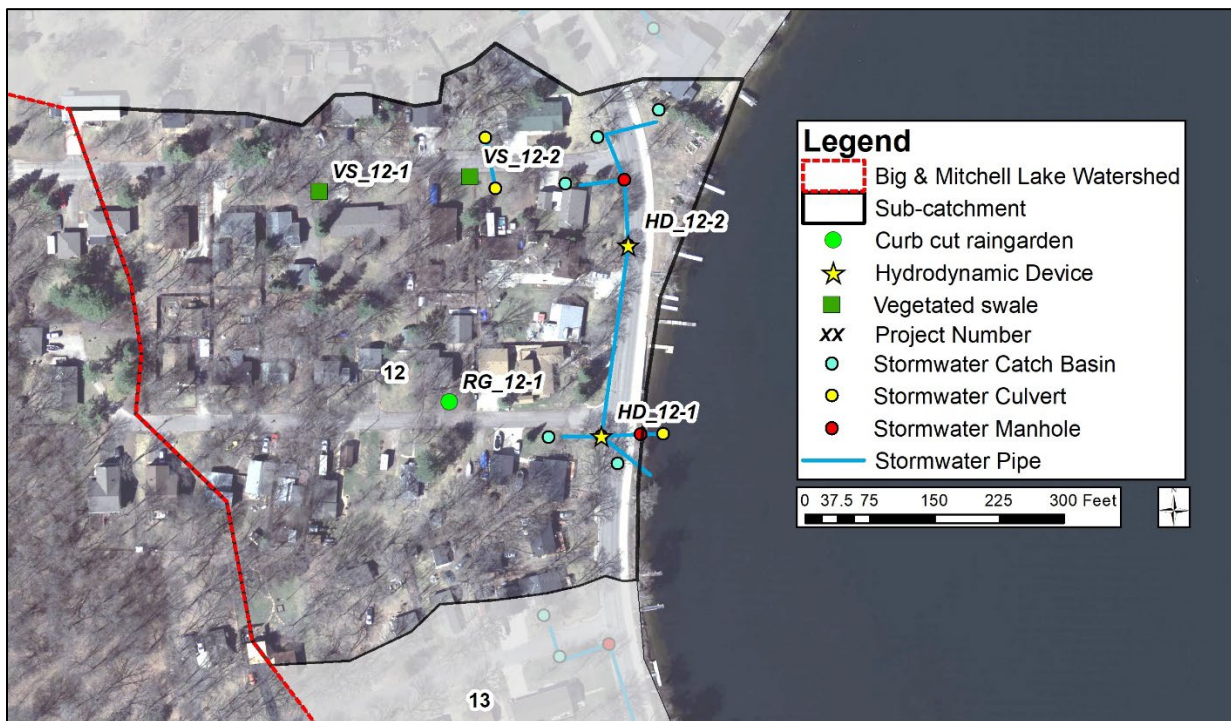 VS_12-1
VS_12-2
HD_12-2
12
RG_12-1
HD_12-1
13
Legend
Big & Mitchell Lake Watershed
Sub-catchment
Curb cut raingarden
Hydrodynamic Device
Vegetated swale
XX Project Number
Stormwater Catch Basin
Stormwater Culvert
Stormwater Manhole
Stormwater Pipe
0 37.5 75 150 225 300 Feet
N